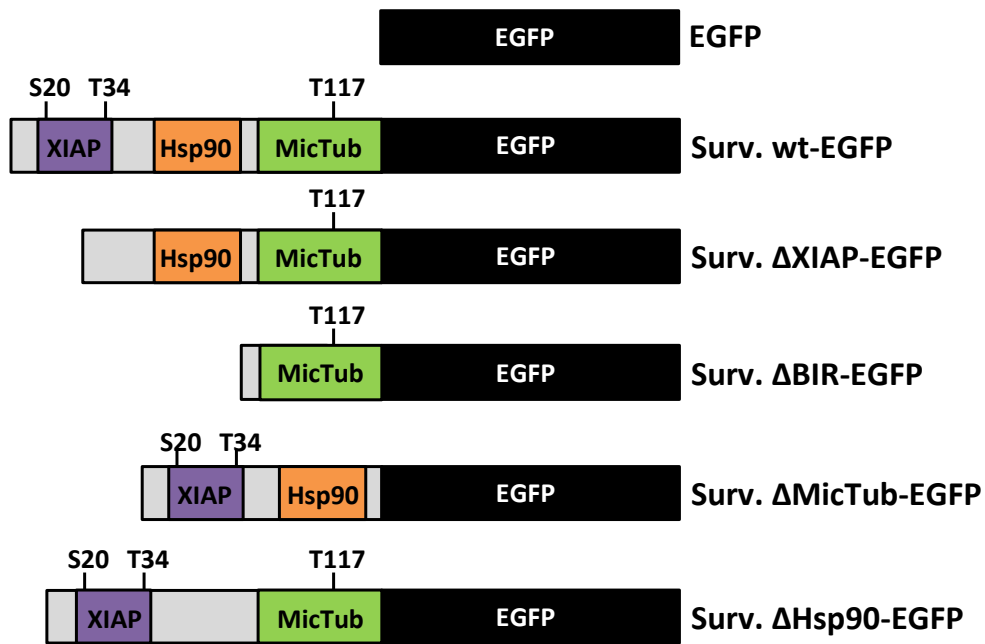 EGFP EGFP
S20 T34 T117
XIAP Hsp90 MicTub EGFP Surv. wt-EGFP
T117
Hsp90 MicTub EGFP Surv. ΔXIAP-EGFP
T117
MicTub EGFP Surv. ΔBIR-EGFP
S20 T34
XIAP Hsp90 EGFP Surv. ΔMicTub-EGFP
S20 T34 T117
XIAP MicTub EGFP Surv. ΔHsp90-EGFP